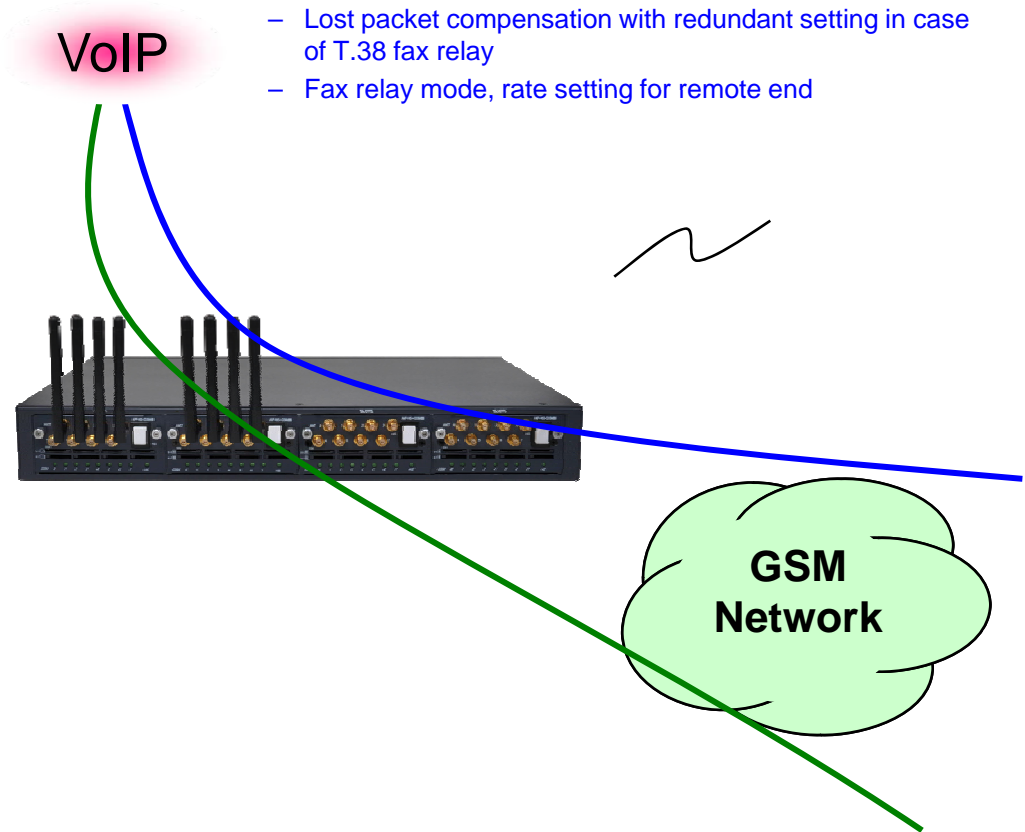 – Lost packet compensation with redundant setting in case
of T.38 fax relay
– Fax relay mode, rate setting for remote end
VoIP
GSM
Network